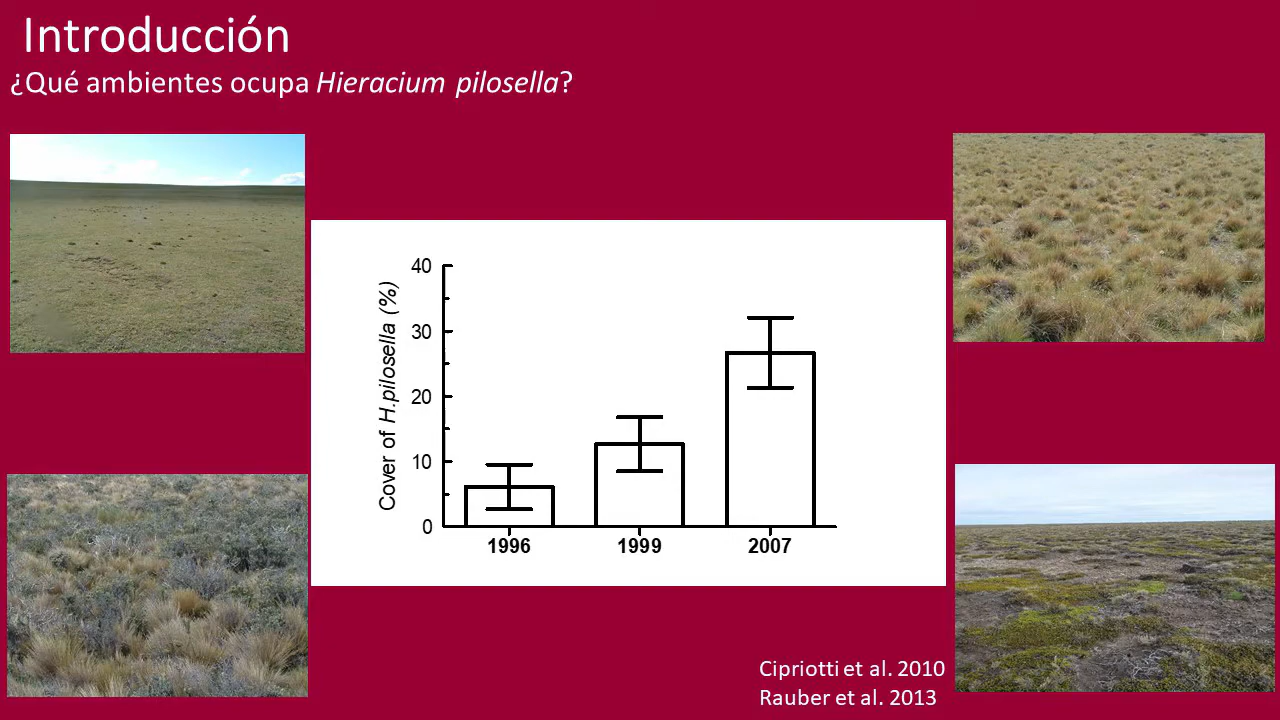 Introducción
¿Qué ambientes ocupa Hieracium pilosella?
Cover of H.pilosella (%)
40
30
20
10
0
1996 1999 2007
Cipriotti et al. 2010
Rauber et al. 2013